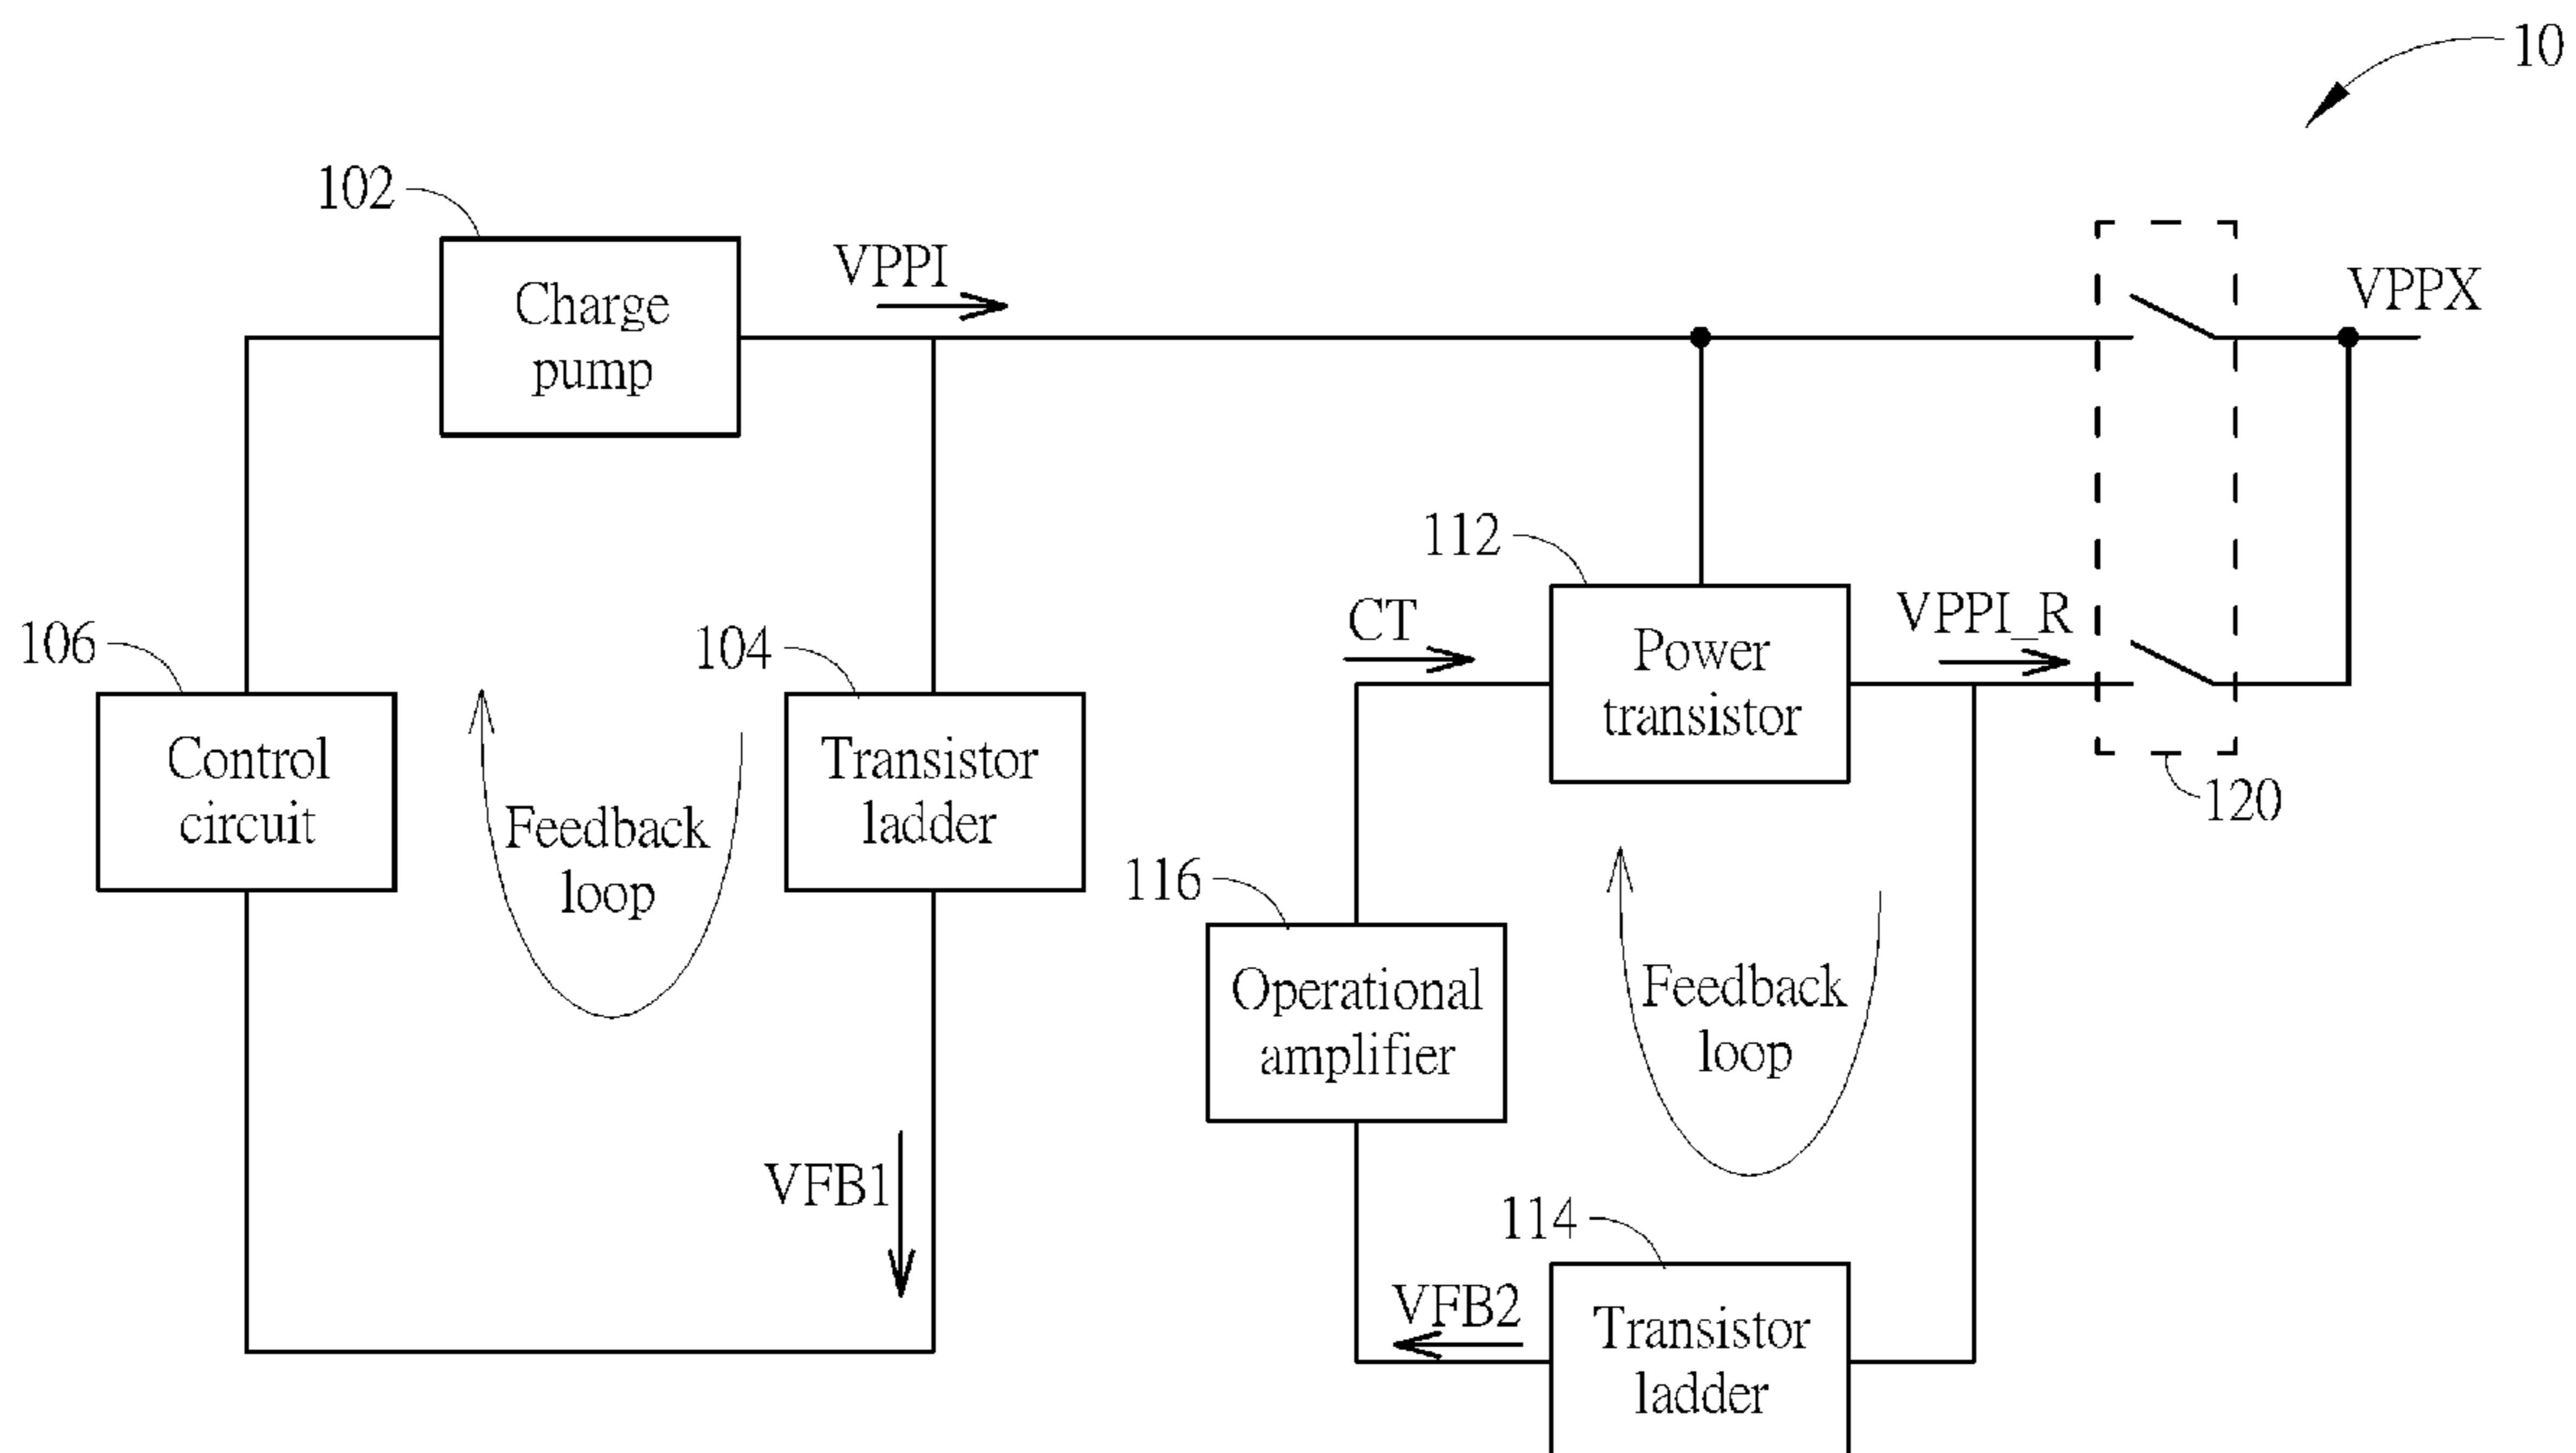 10
102
VPPI
VPPX
Charge
pump
112
CT
VPPI_R
106
104
Power
transistor
Control
circuit
Transistor
ladder
120
Feedback
loop
116
Operational
amplifier
Feedback
loop
VFB1
114
VFB2
Transistor
ladder